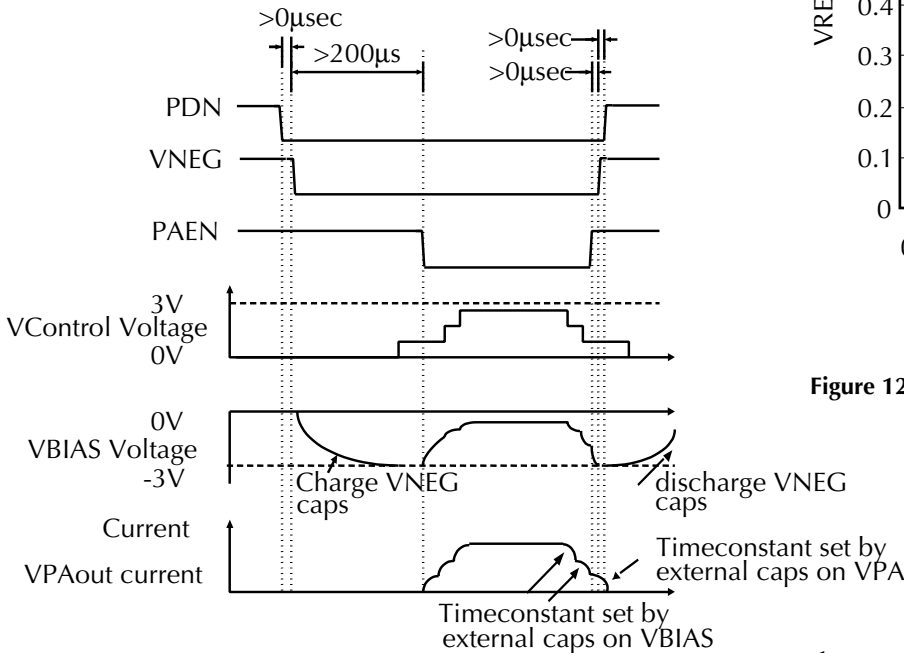 >0μsec
>200μs
>0μsec
>0μsec
PDN
VNEG
PAEN
3V
VControl Voltage
0V
0V
VBIAS Voltage
-3V
Charge VNEG
caps
discharge VNEG
caps
Current
VPAout current
Timeconstant set by
external caps on VPA
Timeconstant set by
external caps on VBIAS
0.4
0.3
0.2
0.1
0
Figure 12